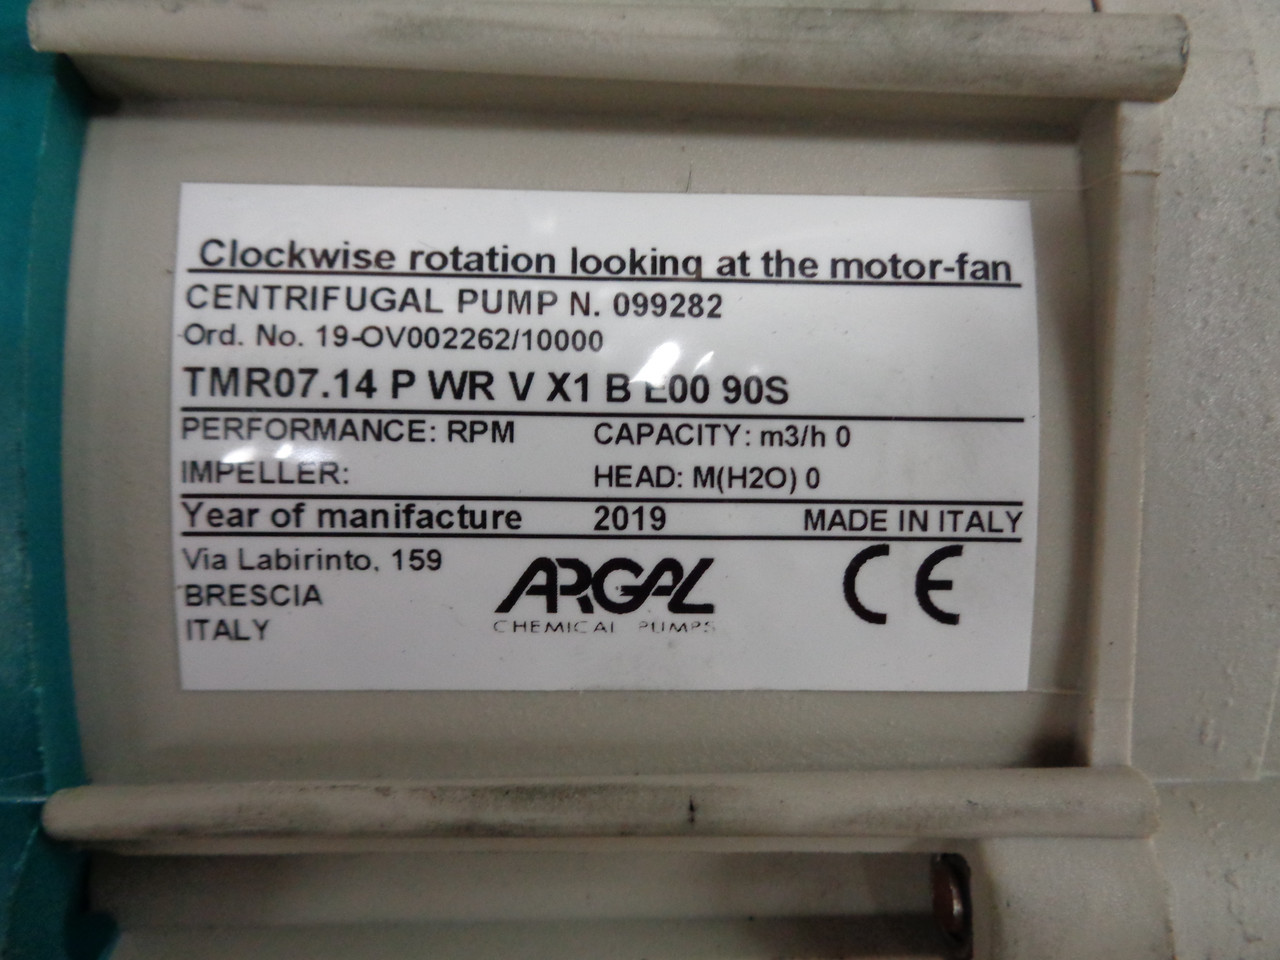 Clockwise rotation looking at the motor-fan
CENTRIFUGAL PUMP N. 099282
Ord. No. 19-OV002262/10000
TMR07.14 P WR V X1 B E00 90S
PERFORMANCE: RPM CAPACITY: m3/h 0
IMPELLER: HEAD: M(H2O) 0
Year of manifacture 2019 MADE IN ITALY
Via Labirinto, 159
BRESCIA
ITALY
ARGAL
CHEMICAL PUMPS
CE